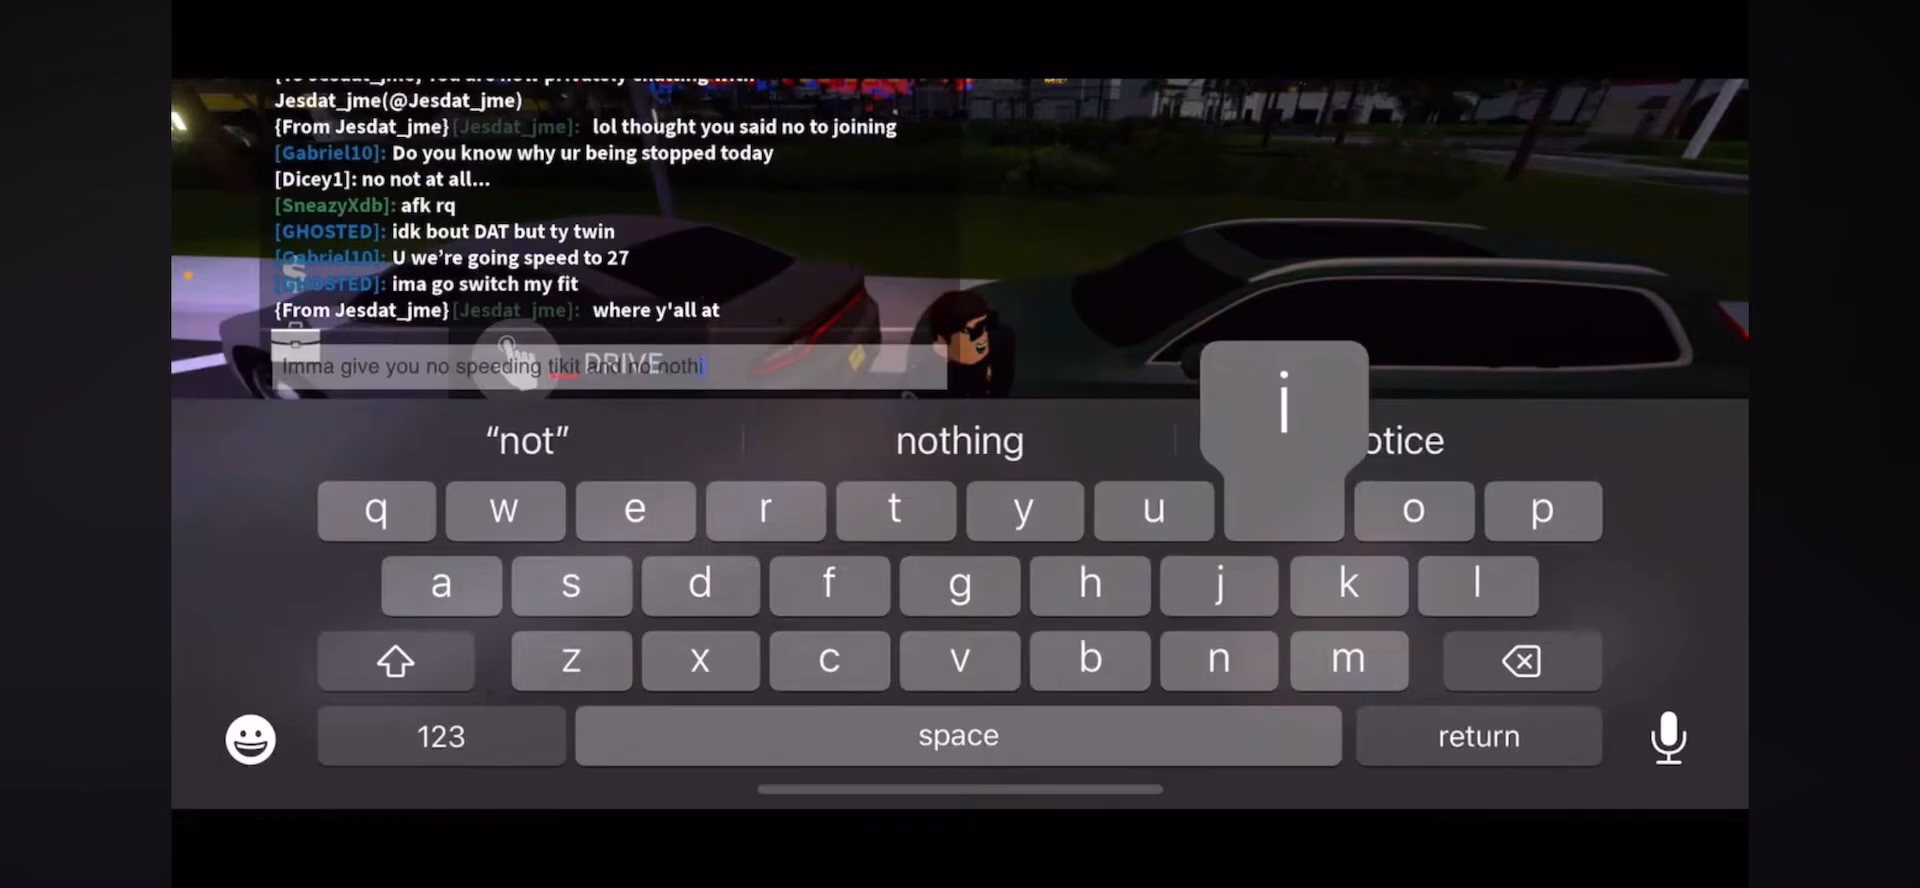 Jesdat_jme(@Jesdat_jme)
{From Jesdat_jme}[Jesdat_jme]: lol thought you said no to joining
[Gabriel10]: Do you know why ur being stopped today
[Dicey1]: no not at all...
[SneazyXdb]: afk rq
[GHOSTED]: idk bout DAT but ty twin
[Gabriel10]: U we’re going speed to 27
[GHOSTED]: ima go switch my fit
{From Jesdat_jme}[Jesdat_jme]: where y'all at
Imma give you no speeding tikit and no nothi
DRIVE
“not” nothing otice
i
q w e r t y u o p
a s d f g h j k l
z x c v b n m
123 space return